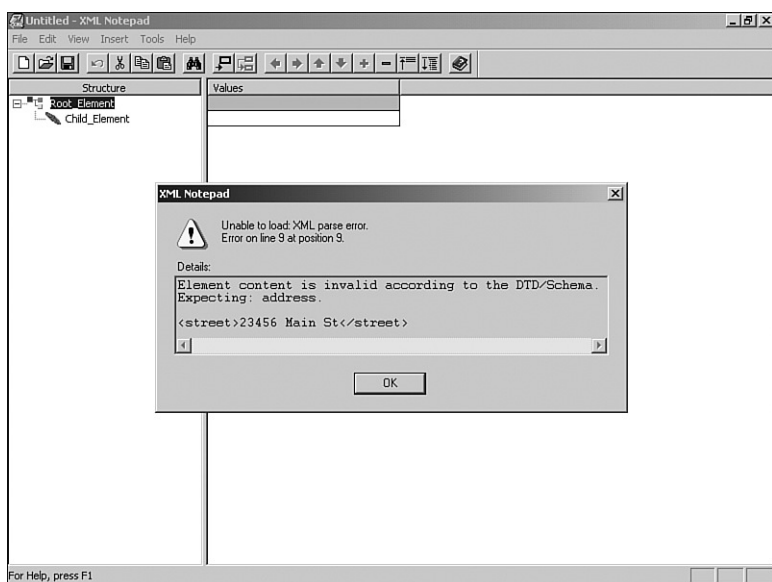 Untitled - XML Notepad
File Edit View Insert Tools Help
Structure Values
Root_Element
Child_Element
XML Notepad
Unable to load: XML parse error.
Error on line 9 at position 9.
Details:
Element content is invalid according to the DTD/Schema.
Expecting: address.
<street>23456 Main St</street>
OK
For Help, press F1